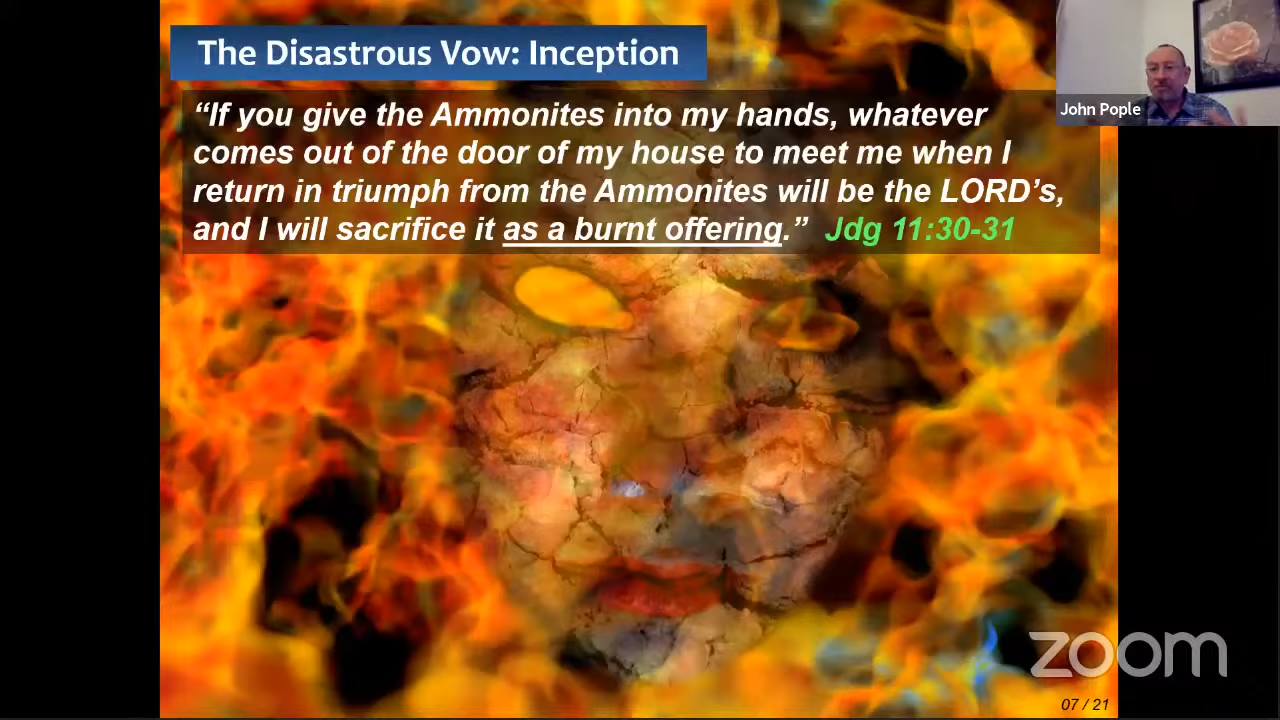 The Disastrous Vow: Inception
“If you give the Ammonites into my hands, whatever
comes out of the door of my house to meet me when I
return in triumph from the Ammonites will be the LORD’s,
and I will sacrifice it as a burnt offering.” Jdg 11:30-31
John Pople
zoom
07 / 21